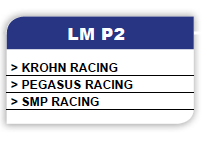 LM P2
> KROHN RACING
> PEGASUS RACING
> SMP RACING